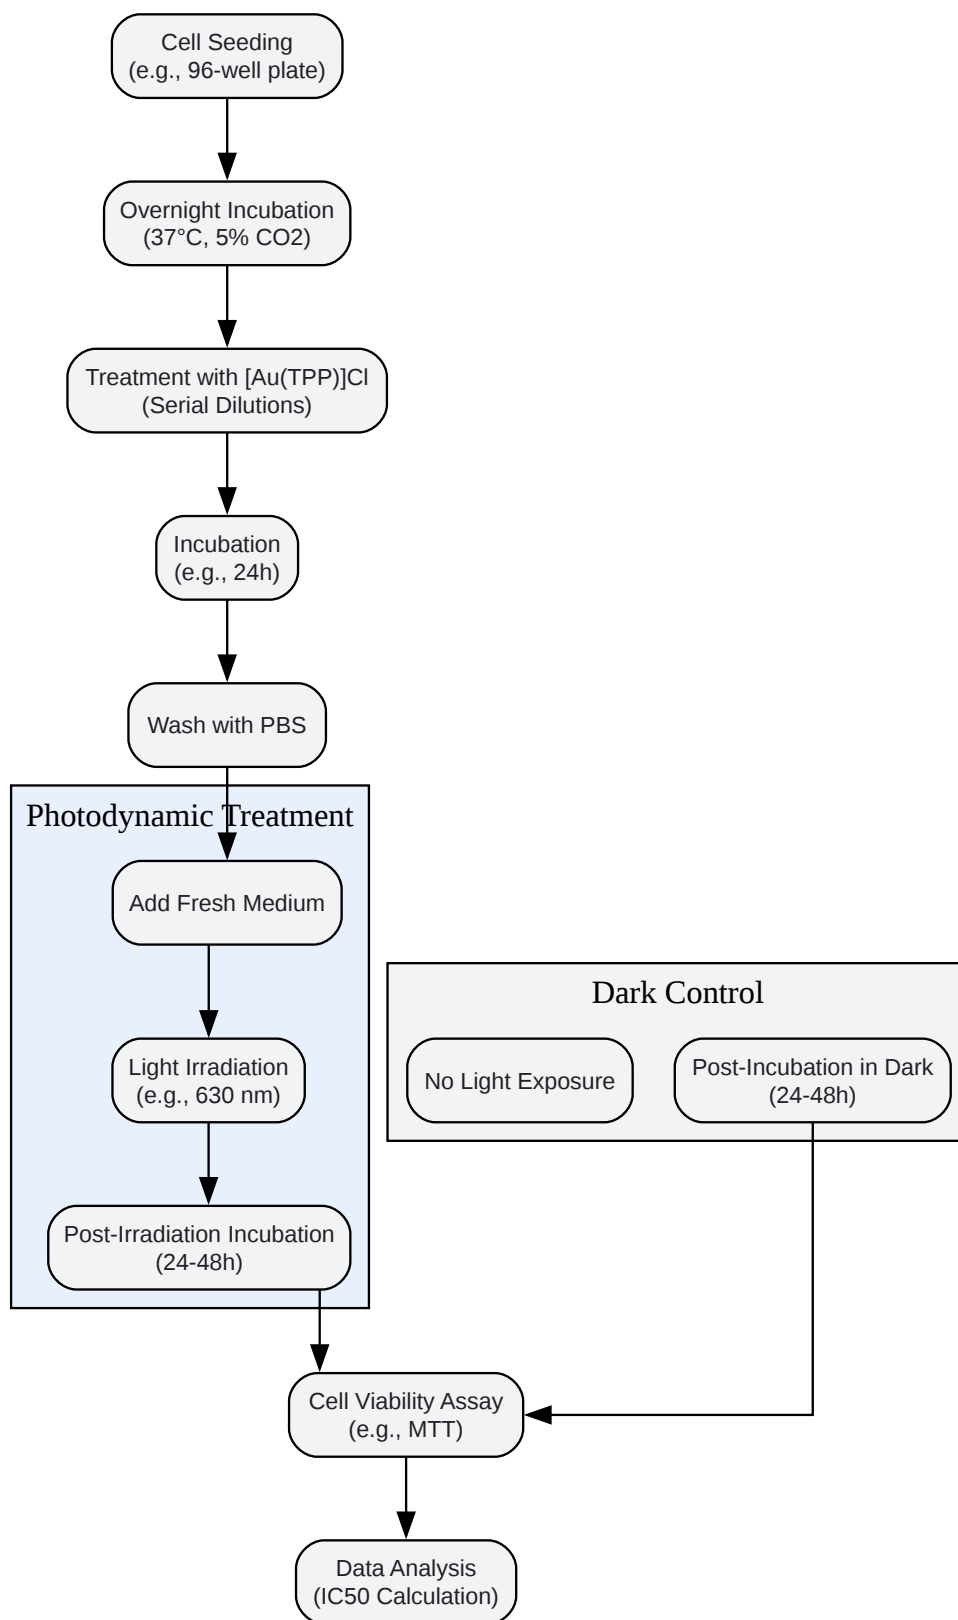 Cell Seeding
(e.g., 96-well plate)
Overnight Incubation
(37°C, 5% CO2)
Treatment with [Au(TPP)]Cl
(Serial Dilutions)
Incubation
(e.g., 24h)
Wash with PBS
Photodynamic Treatment
Add Fresh Medium
Light Irradiation
(e.g., 630 nm)
Post-Irradiation Incubation
(24-48h)
Dark Control
No Light Exposure
Post-Incubation in Dark
(24-48h)
Cell Viability Assay
(e.g., MTT)
Data Analysis
(IC50 Calculation)